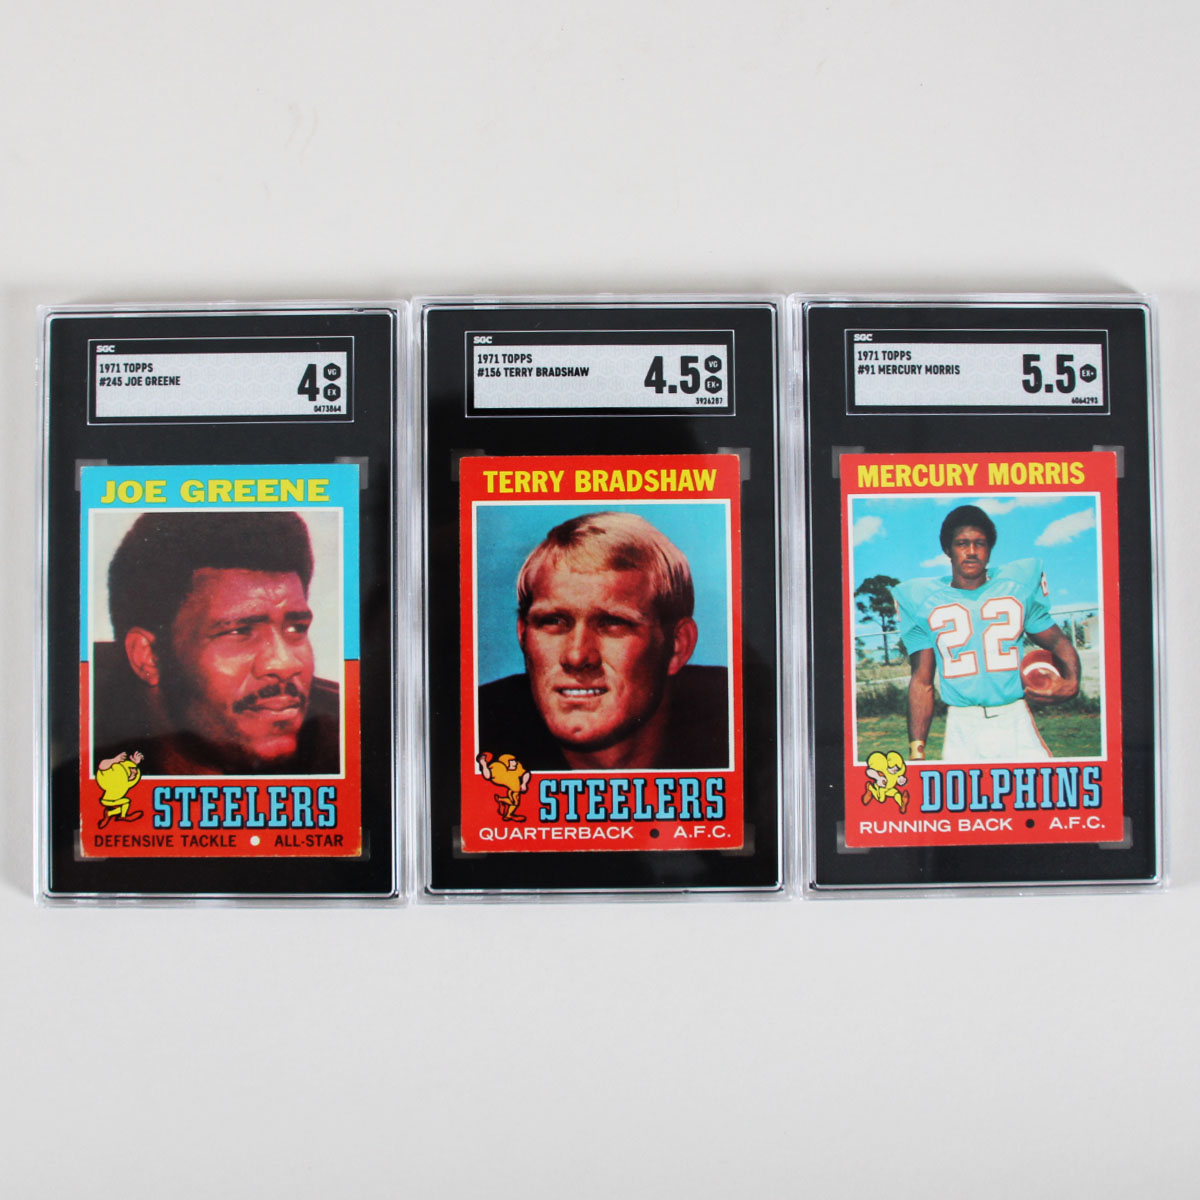 SGC
1971 TOPPS
#245 JOE GREENE
4
VG
EX
0473864
JOE GREENE
STEELERS
DEFENSIVE TACKLE • ALL-STAR
SGC
1971 TOPPS
#156 TERRY BRADSHAW
4.5
VG
EX+
3926287
TERRY BRADSHAW
STEELERS
QUARTERBACK • A.F.C.
SGC
1971 TOPPS
#91 MERCURY MORRIS
5.5
EX+
6064293
MERCURY MORRIS
22
DOLPHINS
RUNNING BACK • A.F.C.